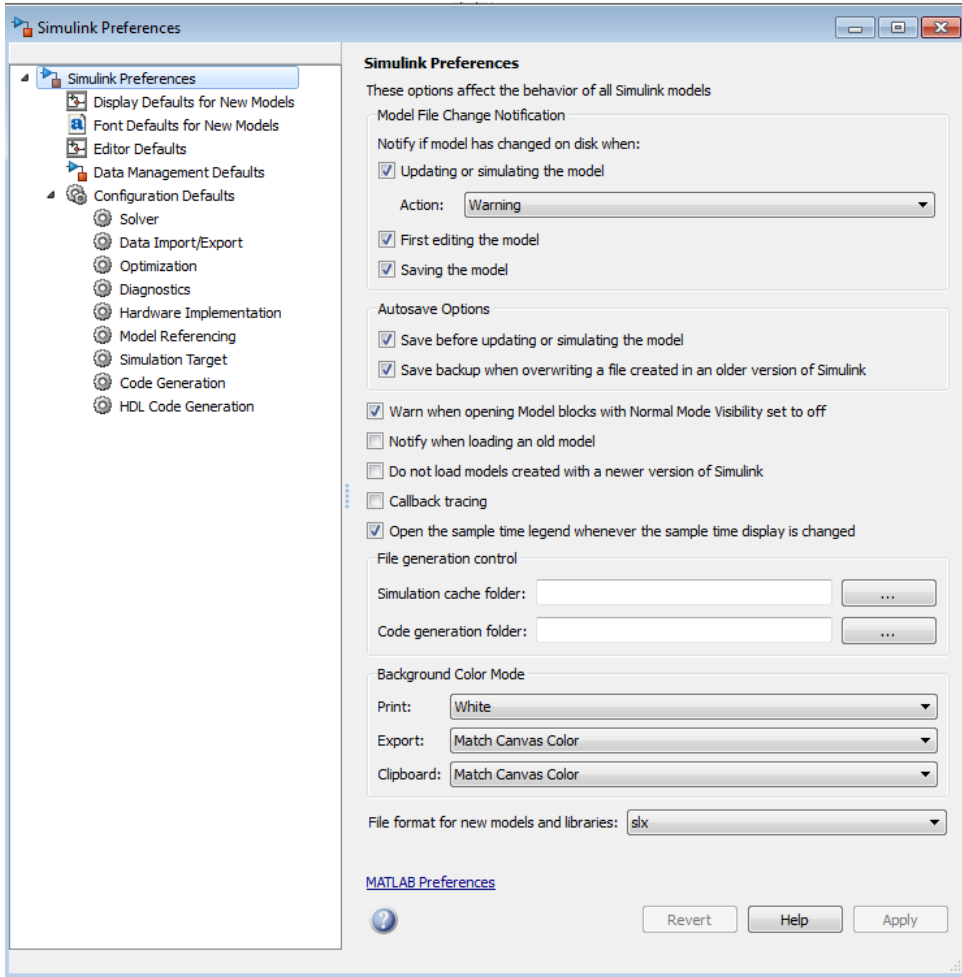 Simulink Preferences
Simulink Preferences
Display Defaults for New Models
Font Defaults for New Models
Editor Defaults
Data Management Defaults
Configuration Defaults
Solver
Data Import/Export
Optimization
Diagnostics
Hardware Implementation
Model Referencing
Simulation Target
Code Generation
HDL Code Generation
Simulink Preferences
These options affect the behavior of all Simulink models
Model File Change Notification
Notify if model has changed on disk when:
Updating or simulating the model
Action: Warning
First editing the model
Saving the model
Autosave Options
Save before updating or simulating the model
Save backup when overwriting a file created in an older version of Simulink
Warn when opening Model blocks with Normal Mode Visibility set to off
Notify when loading an old model
Do not load models created with a newer version of Simulink
Callback tracing
Open the sample time legend whenever the sample time display is changed
File generation control
Simulation cache folder: ...
Code generation folder: ...
Background Color Mode
Print: White
Export: Match Canvas Color
Clipboard: Match Canvas Color
File format for new models and libraries: slx
MATLAB Preferences
Revert Help Apply